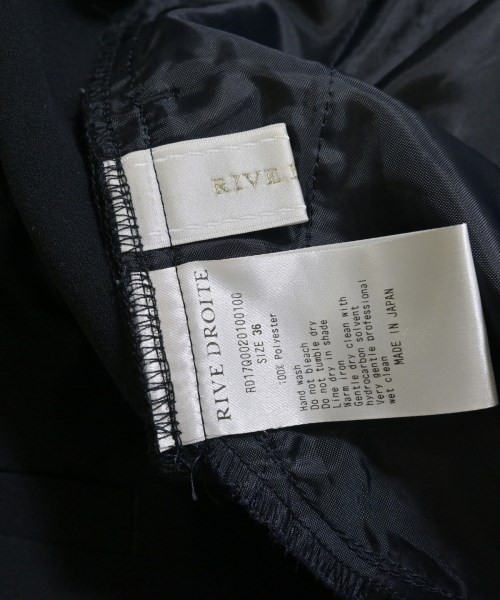 RIVE
RIVE DROITE
RD17Q0020100100
SIZE 36
100% Polyester
Hand wash
Do not bleach
Do not tumble dry
Line dry in shade
Warm iron
Gentle dry clean with
hydrocarbon solvent
Very gentle professional
wet clean
MADE IN JAPAN